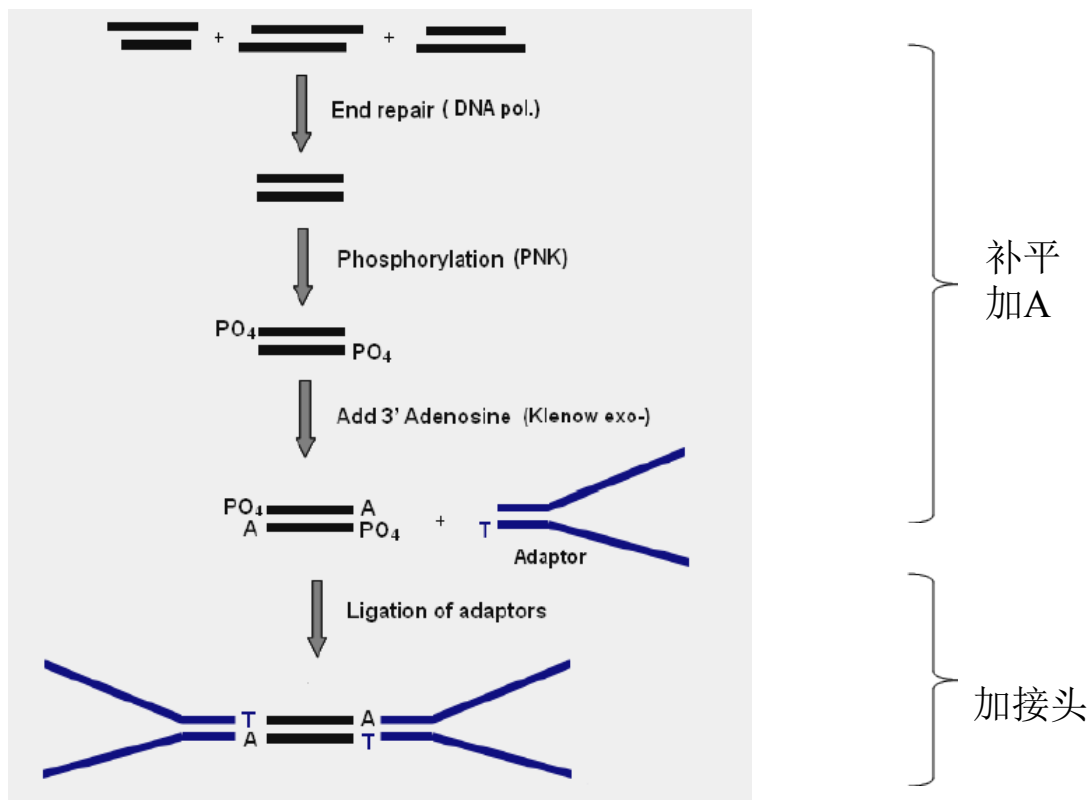 + +
End repair ( DNA pol.)
Phosphorylation (PNK)
PO4
PO4
Add 3' Adenosine (Klenow exo-)
PO4 A
A PO4
+
T
Adaptor
Ligation of adaptors
T A
A T
补平
加A
加接头